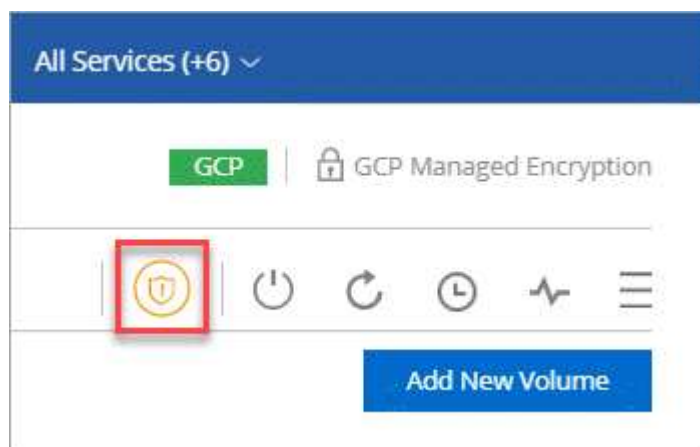 All Services (+6)
GCP
GCP Managed Encryption
Add New Volume